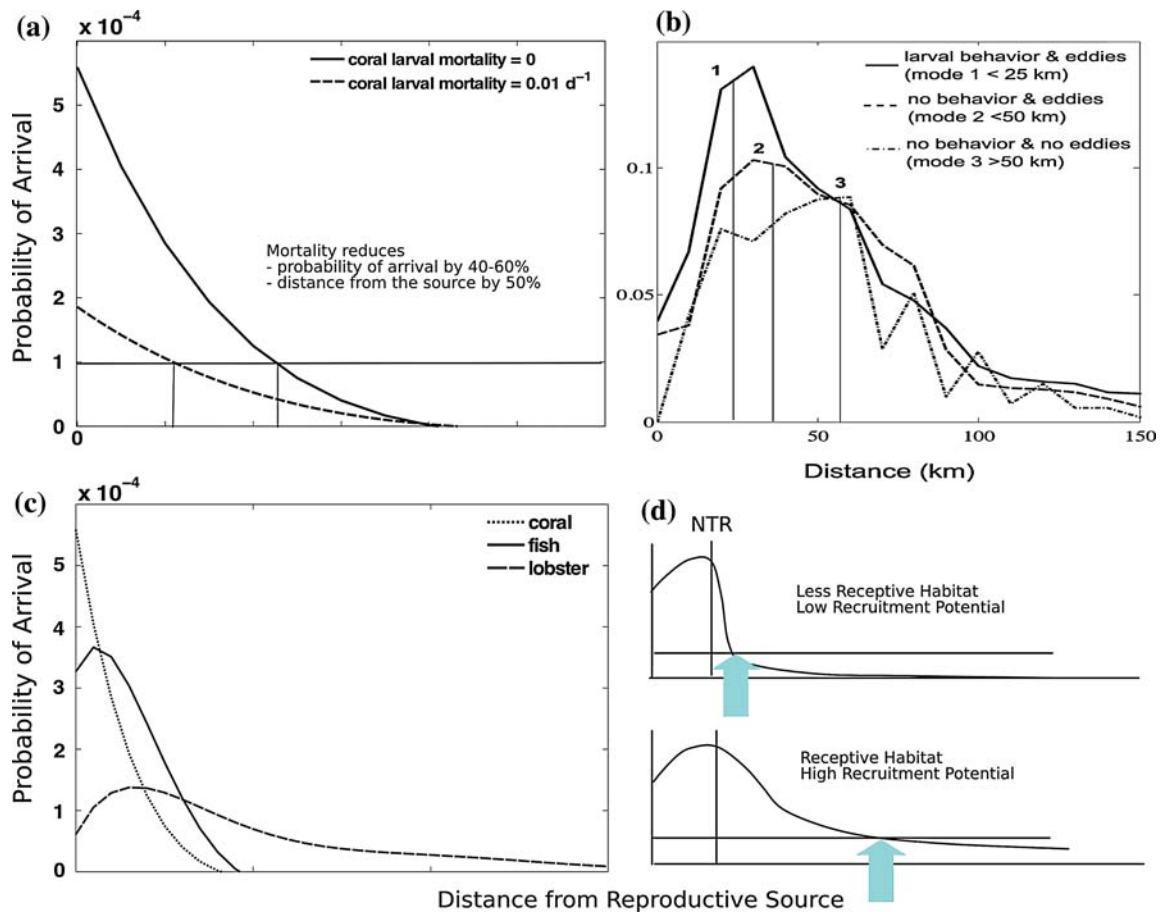 (a)
x 10⁻⁴
coral larval mortality = 0
coral larval mortality = 0.01 d⁻¹
Probability of Arrival
5
4
3
2
1
0
0
Mortality reduces
- probability of arrival by 40-60%
- distance from the source by 50%
(b)
larval behavior & eddies
(mode 1 < 25 km)
no behavior & eddies
(mode 2 <50 km)
no behavior & no eddies
(mode 3 >50 km)
1
2
3
0.1
0.05
0
0
50
100
150
Distance (km)
(c)
x 10⁻⁴
coral
fish
lobster
Probability of Arrival
5
4
3
2
1
0
(d)
NTR
Less Receptive Habitat
Low Recruitment Potential
Receptive Habitat
High Recruitment Potential
Distance from Reproductive Source